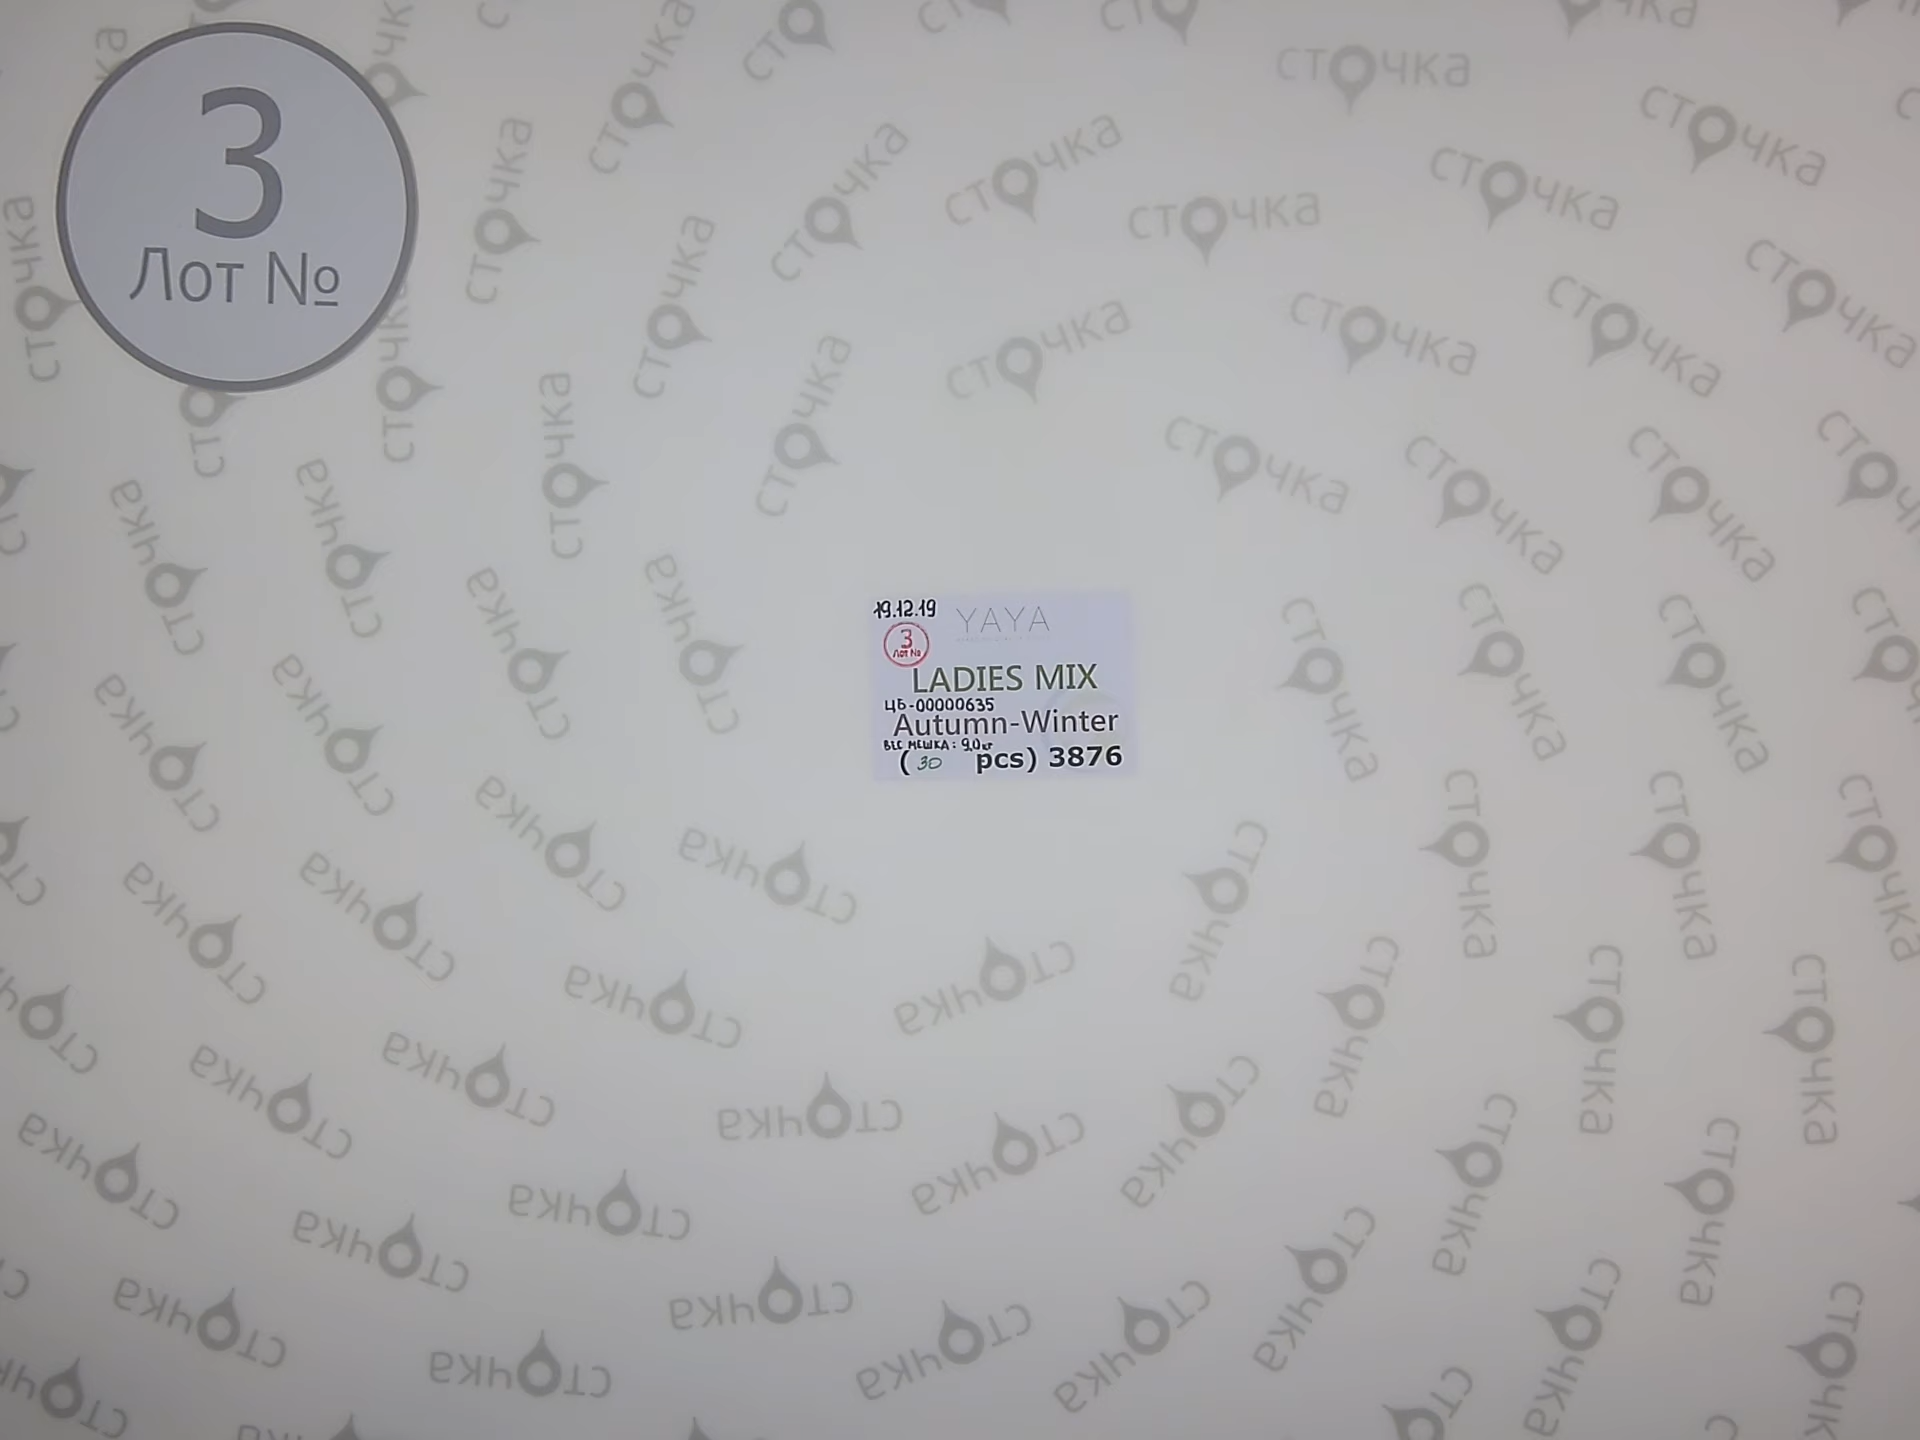 3
Лот №
19.12.19 YAYA
3
Лот №
LADIES MIX
ЦБ-00000635
Autumn-Winter
ВЕС МЕШКА: 9,0кг
(30 pcs) 3876
сточка